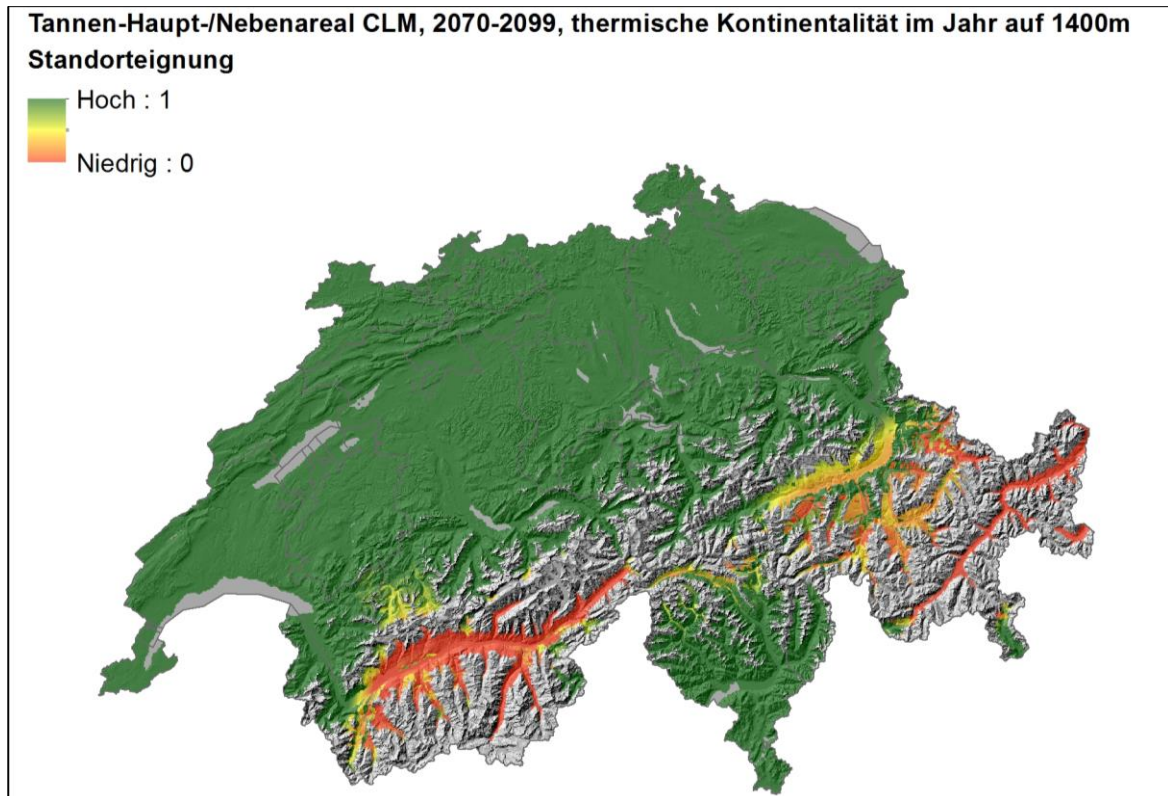 Tannen-Haupt-/Nebenareal CLM, 2070-2099, thermische Kontinentalität im Jahr auf 1400m
Standorteignung
Hoch : 1
Niedrig : 0